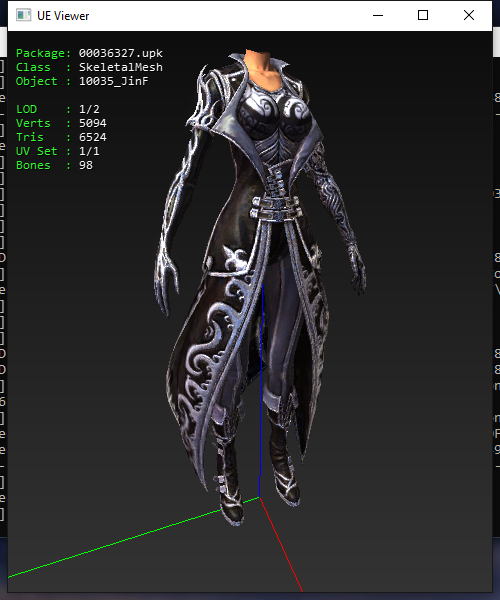 UE Viewer
Package: 00036327.upk
Class : SkeletalMesh
Object : 10035_JinF
LOD : 1/2
Verts : 5094
Tris : 6524
UV Set : 1/1
Bones : 98